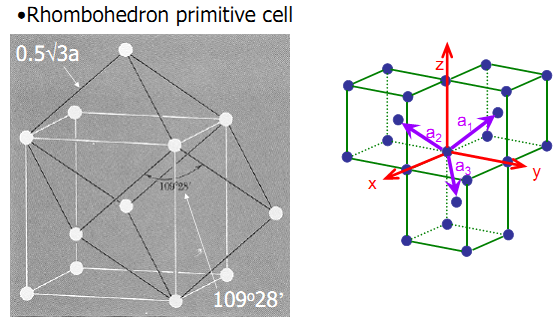 •Rhombohedron primitive cell
0.5√3a
109°28'
109°28'
z
a₁
a₂
a₃
x
y